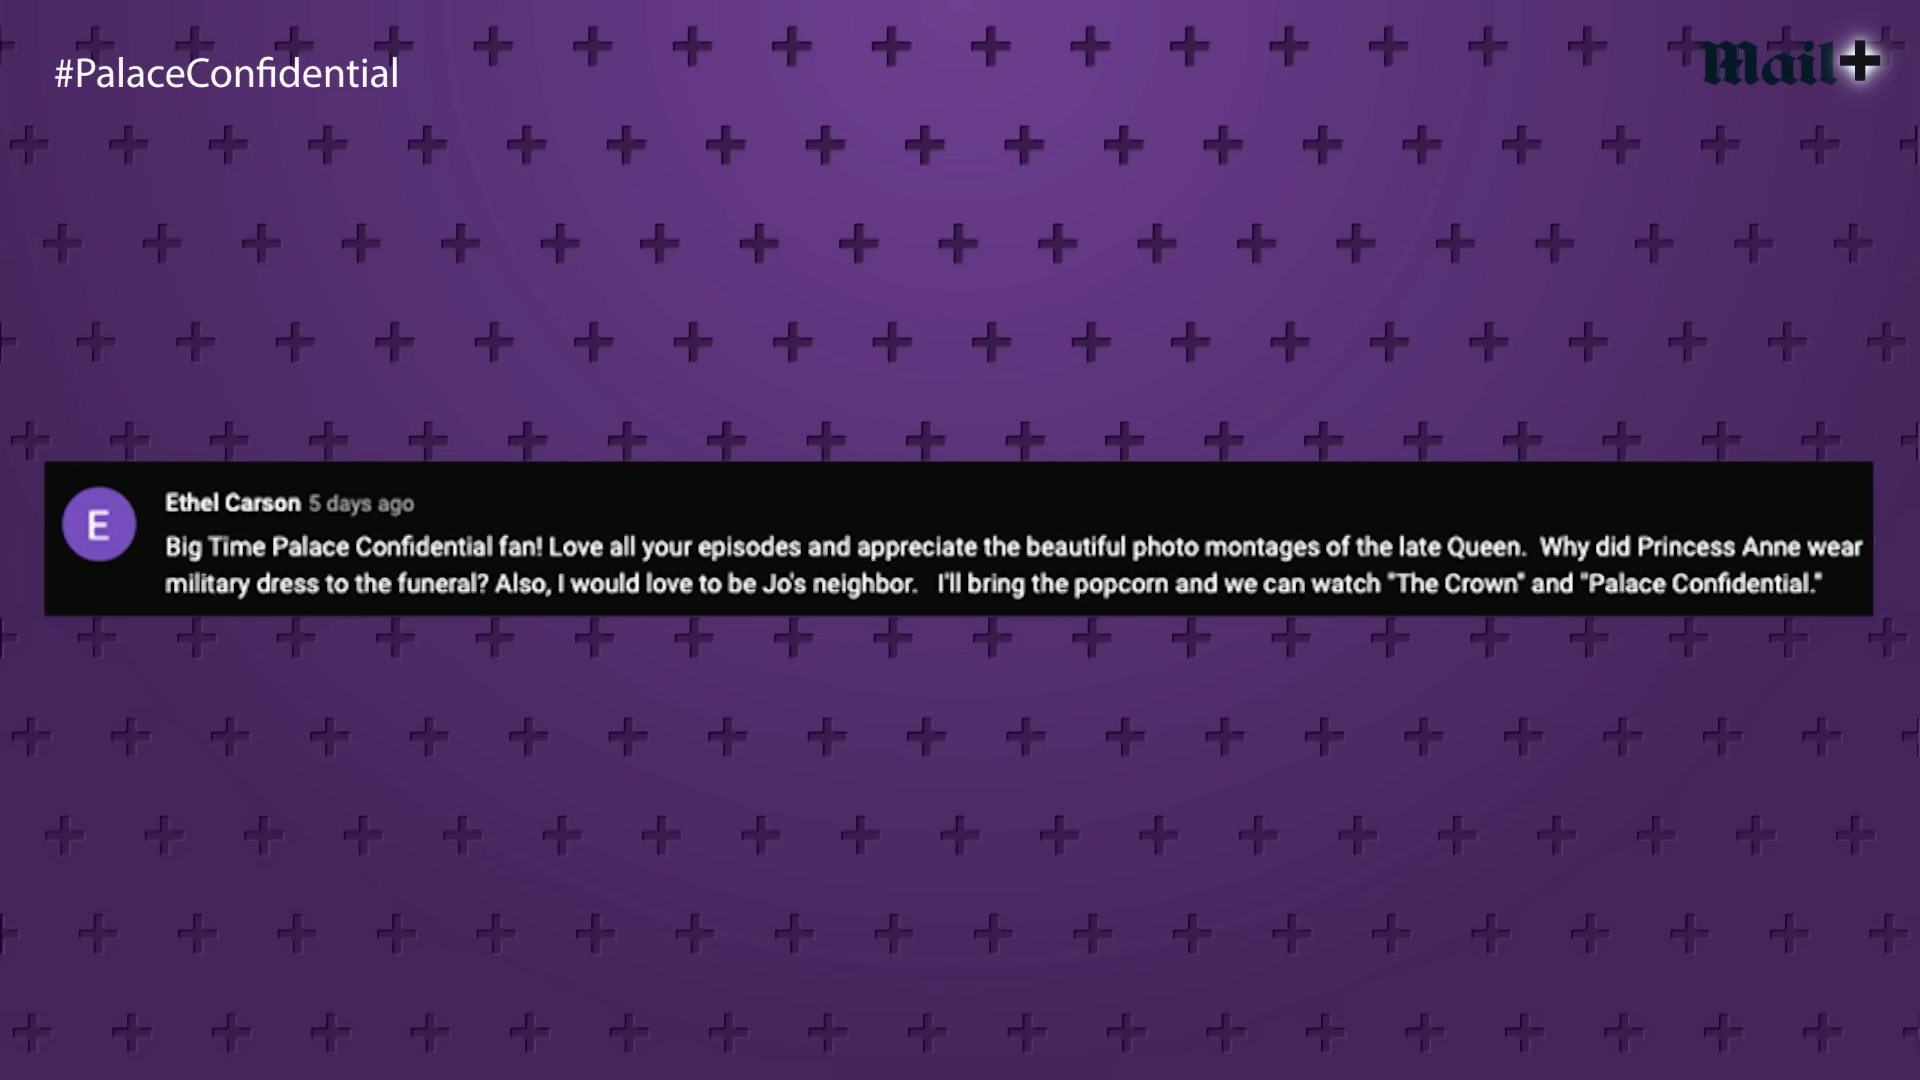 #PalaceConfidential
Mail+
E
Ethel Carson 5 days ago
Big Time Palace Confidential fan! Love all your episodes and appreciate the beautiful photo montages of the late Queen.  Why did Princess Anne wear
military dress to the funeral? Also, I would love to be Jo's neighbor.   I'll bring the popcorn and we can watch "The Crown" and "Palace Confidential."